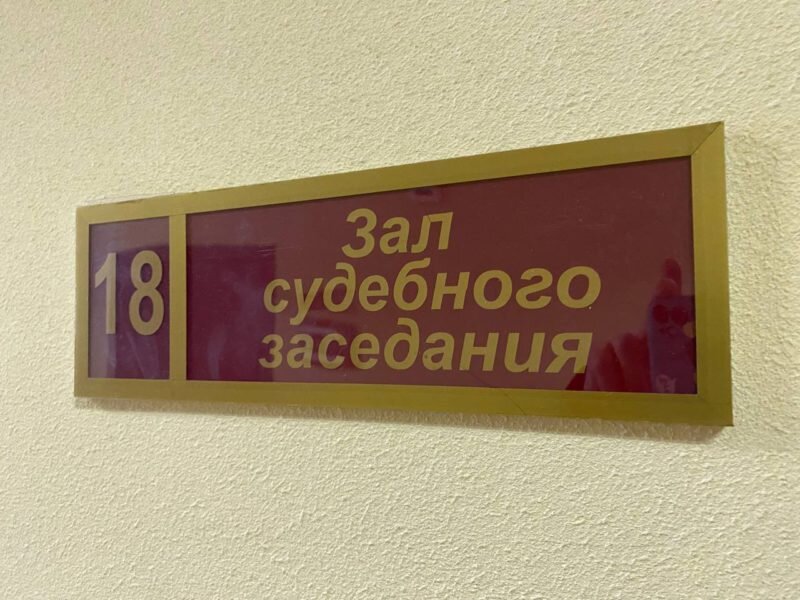 18
Зал
судебного
заседания